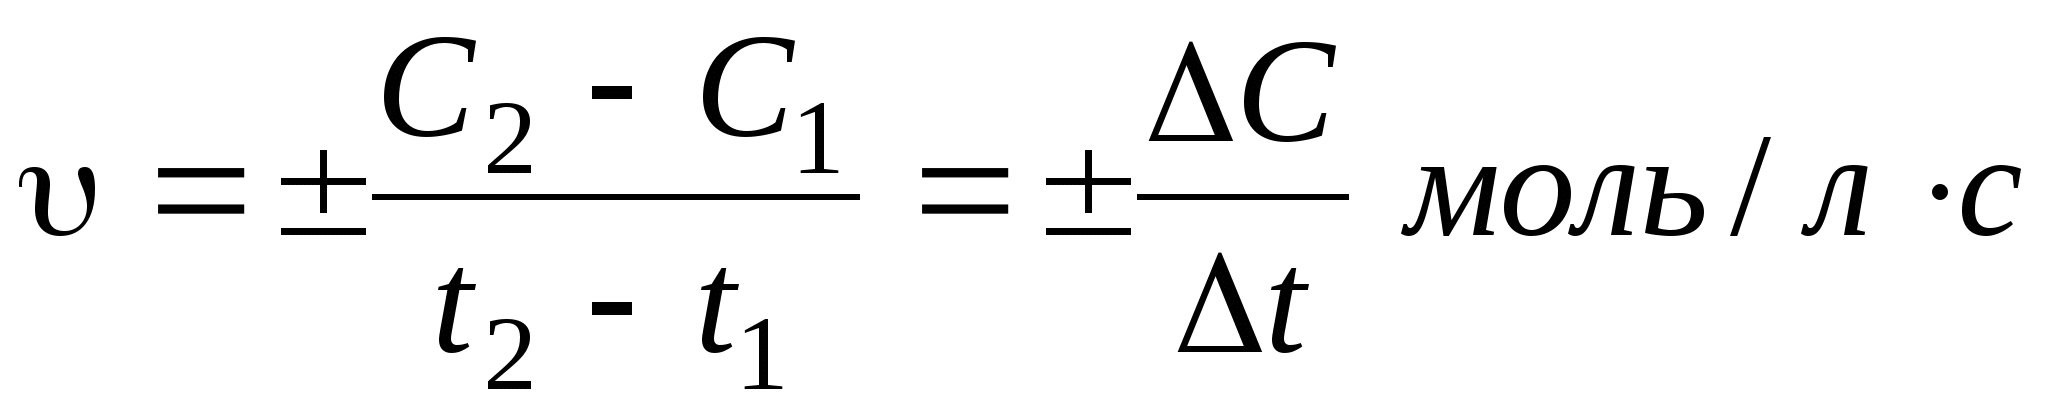 υ = ± (C₂ - C₁) / (t₂ - t₁) = ± ΔC / Δt моль / л · с